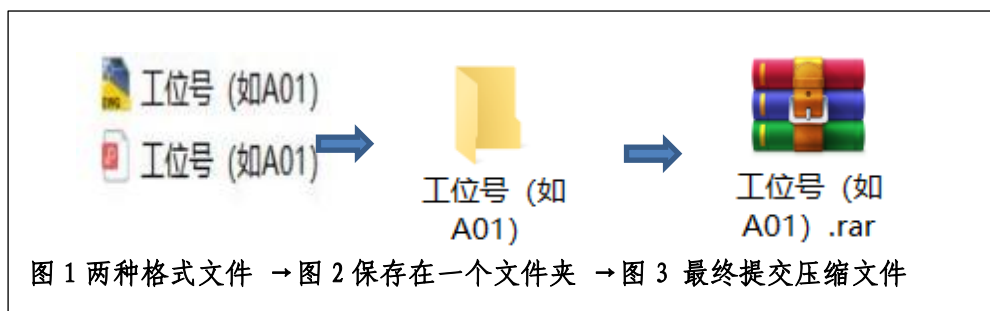 工位号 (如A01)
工位号 (如A01)
工位号 (如
A01)
工位号 (如
A01) .rar
图 1 两种格式文件 →图 2 保存在一个文件夹 →图 3 最终提交压缩文件